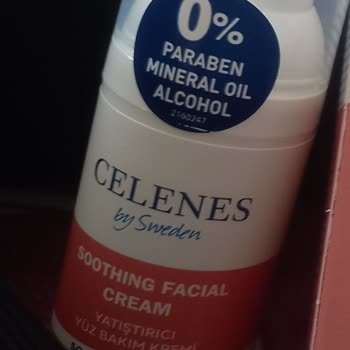 0%
PARABEN
MINERAL OIL
ALCOHOL
2160247
CELENES
by Sweden
SOOTHING FACIAL
CREAM
YATIŞTIRICI
YÜZ BAKIM KREMİ